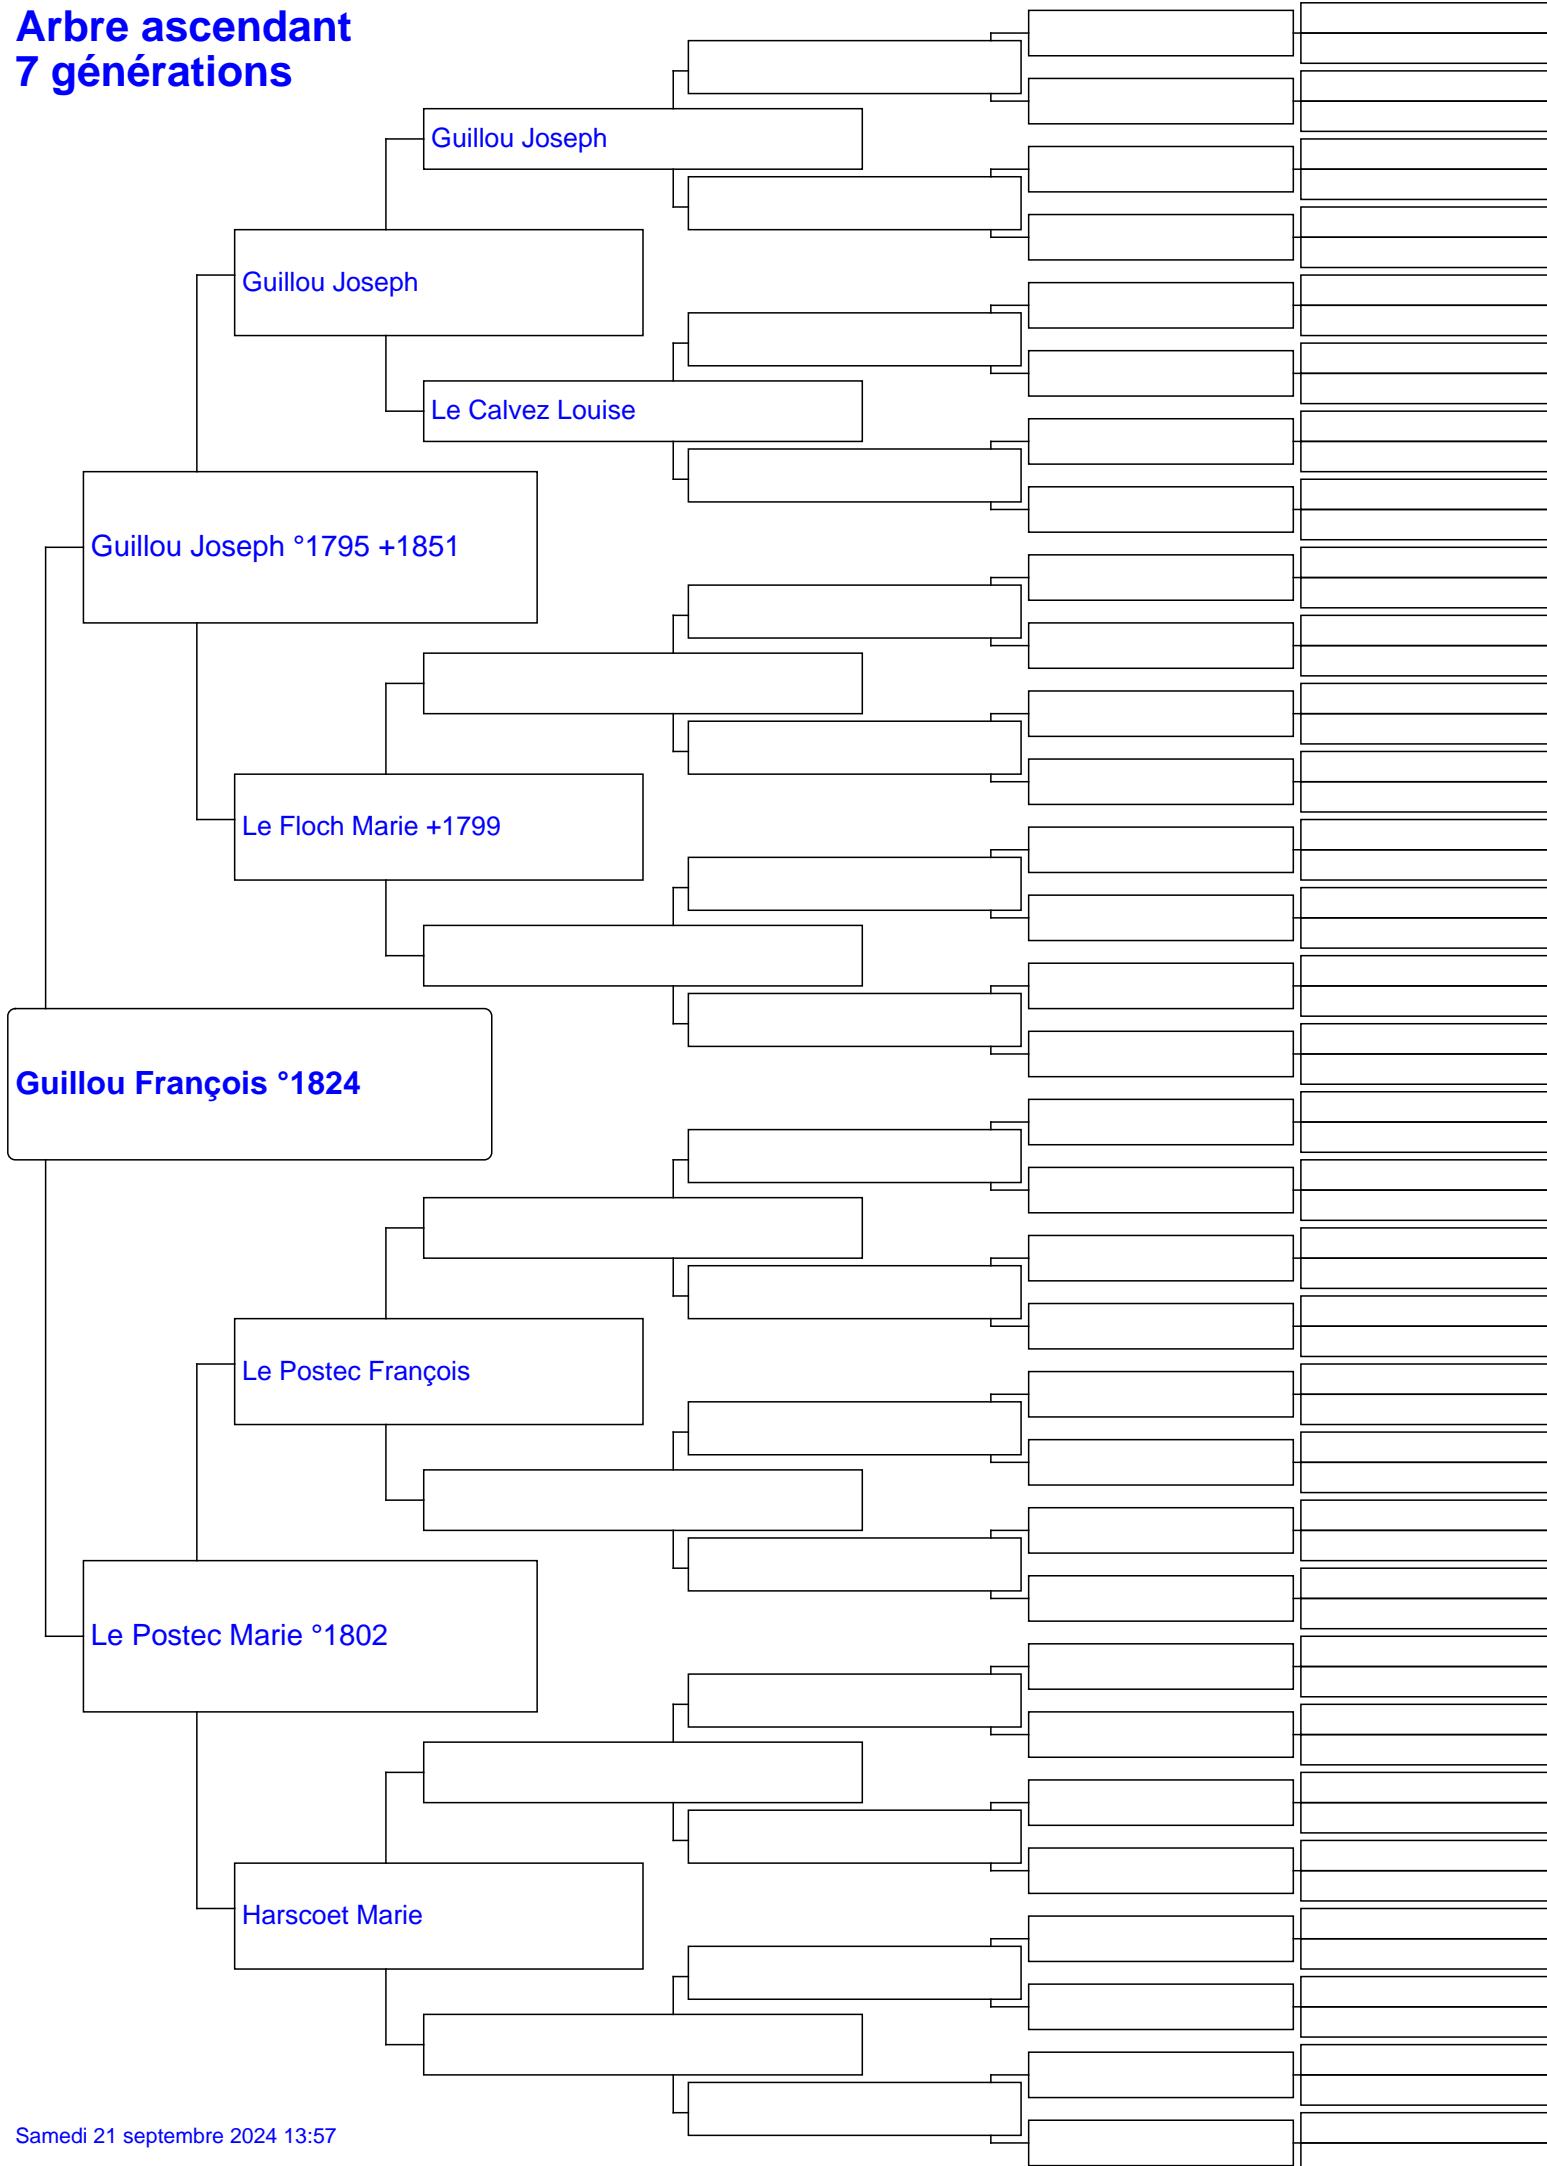 Arbre ascendant
7 générations
Guillou Joseph
Guillou Joseph
Le Calvez Louise
Guillou Joseph °1795 +1851
Le Floch Marie +1799
Guillou François °1824
Le Postec François
Le Postec Marie °1802
Harscoet Marie
Samedi 21 septembre 2024 13:57